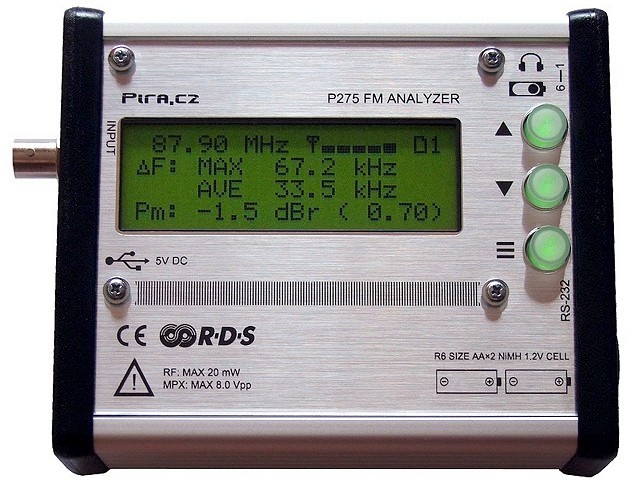 6—1
Pira.cz
P275 FM ANALYZER
INPUT
87.90 MHz 01
ΔF: MAX 67.2 kHz
AVE 33.5 kHz
Pm: -1.5 dBr ( 0.70)
5V DC
RS-232
CE R·D·S
R6 SIZE AA×2 NiMH 1.2V CELL
RF: MAX 20 mW
MPX: MAX 8.0 Vpp